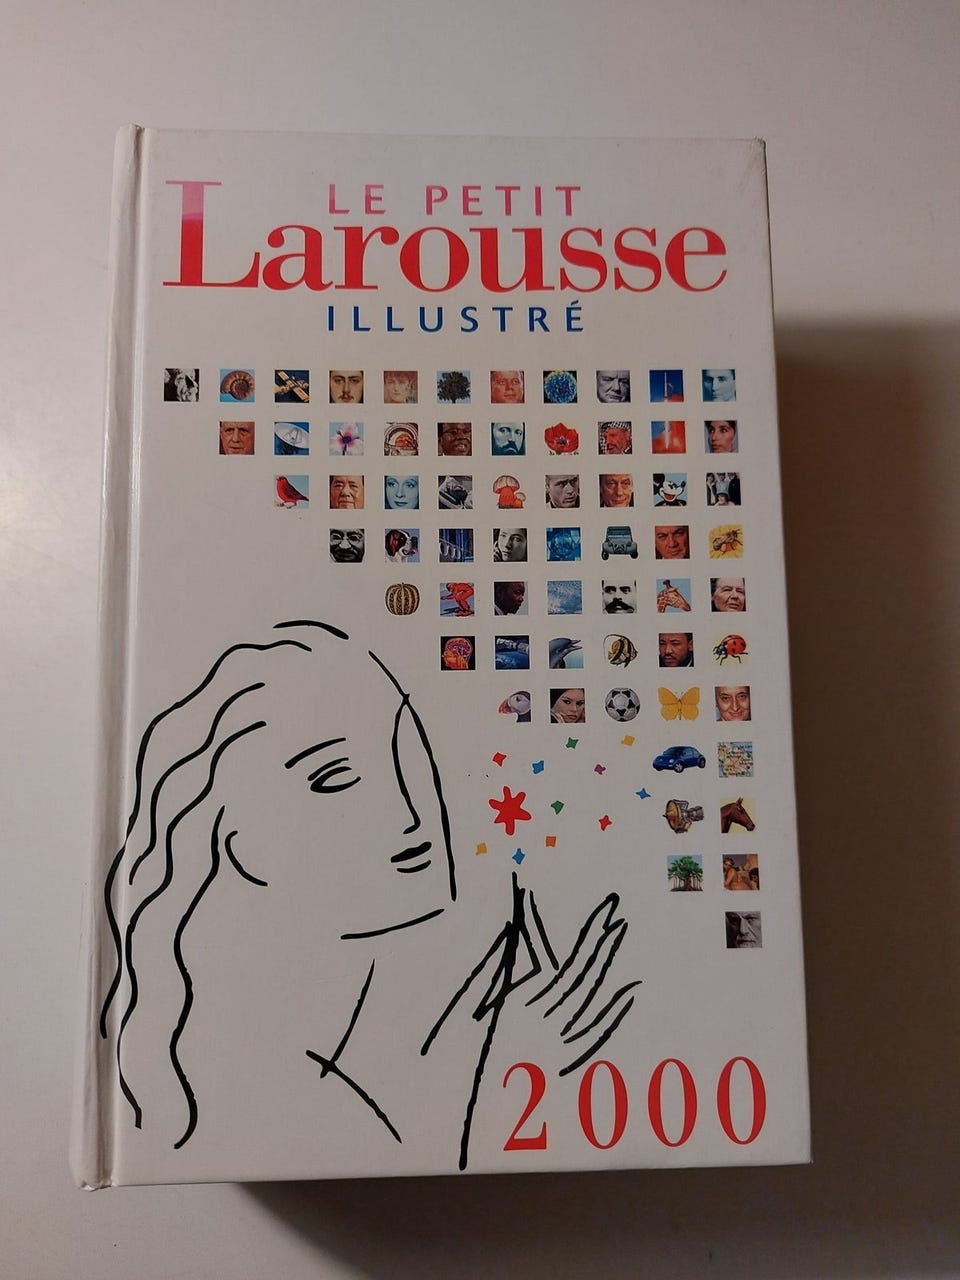 LE PETIT
Larousse
ILLUSTRÉ
2000